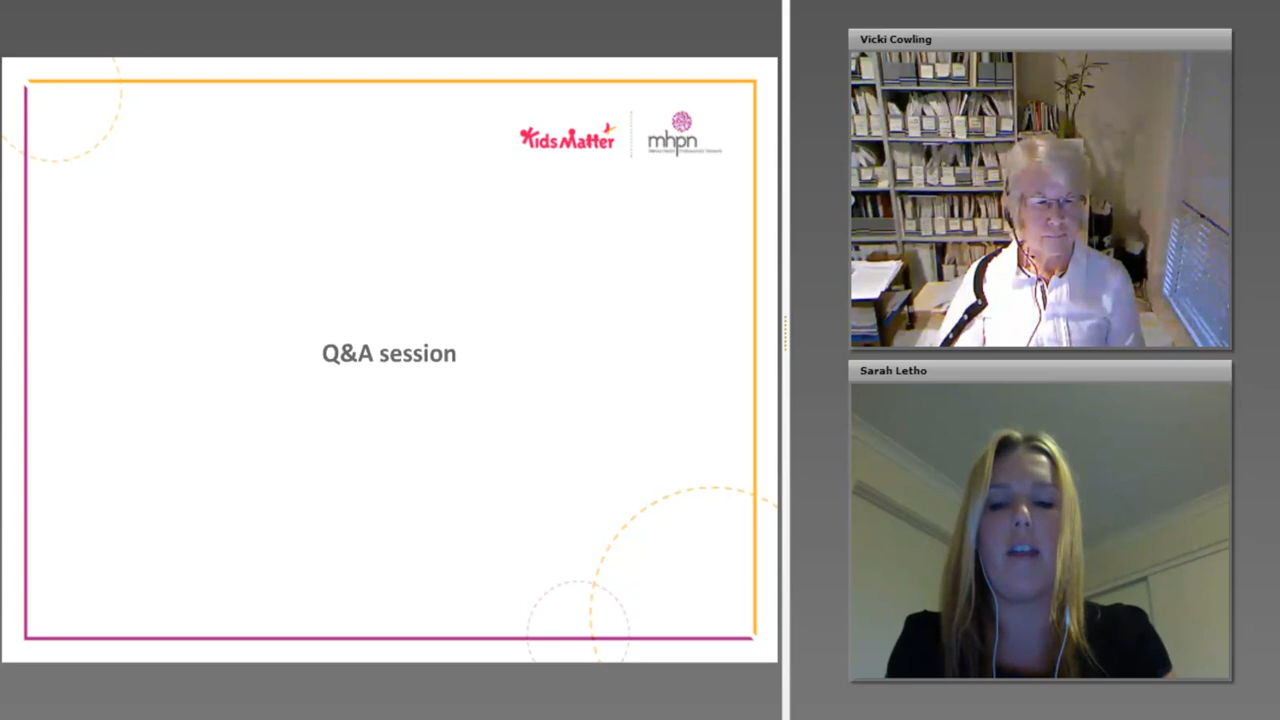 KidsMatter
mhpn
Q&A session
Vicki Cowling
Sarah Letho